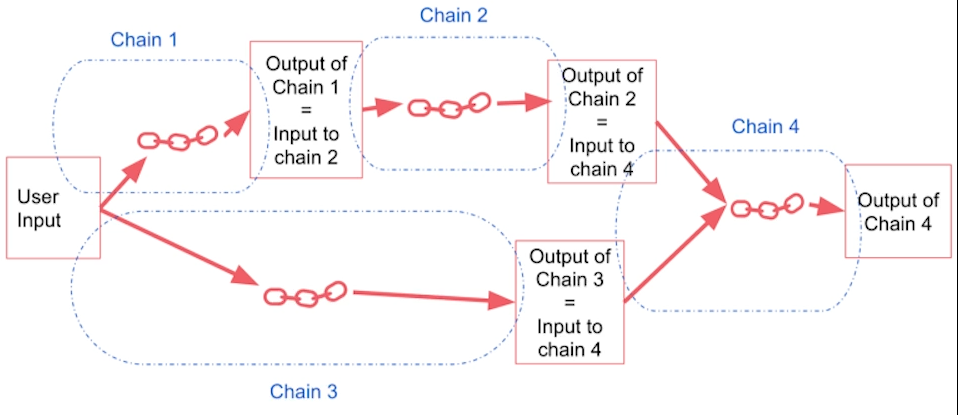 Chain 1
Chain 2
Output of
Chain 1
=
Input to
chain 2
Output of
Chain 2
=
Input to
chain 4
Chain 4
User
Input
Output of
Chain 4
Output of
Chain 3
=
Input to
chain 4
Chain 3